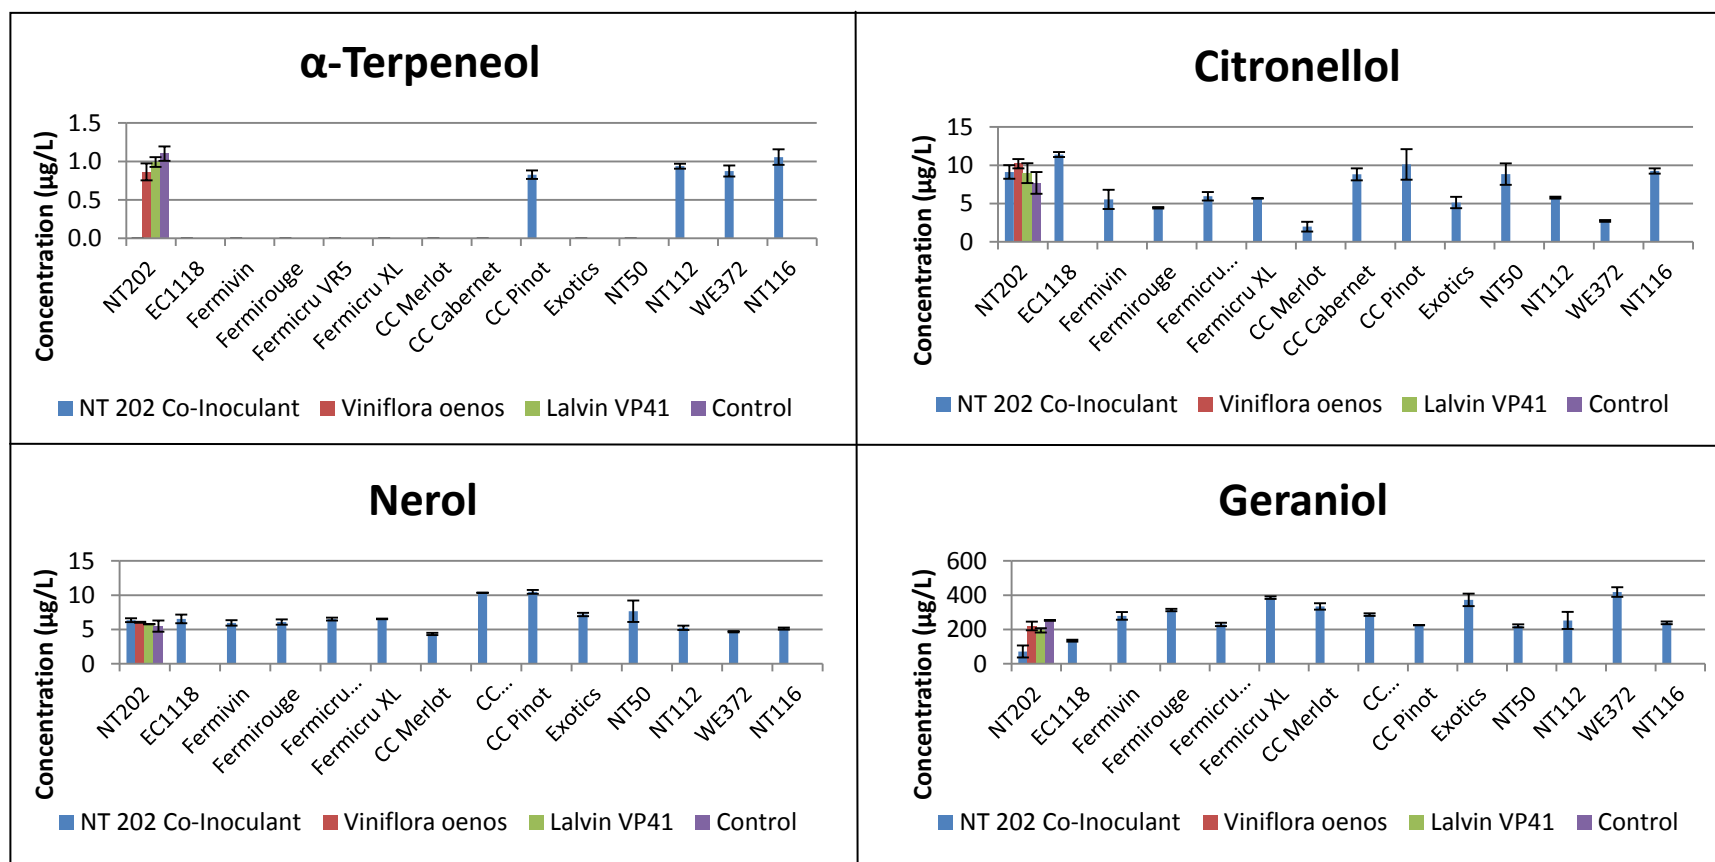 α-Terpeneol
Concentration (µg/L)
1.5
1.0
0.5
0.0
NT202
EC1118
Fermivin
Fermirouge
Fermicru VR5
Fermicru XL
CC Merlot
CC Cabernet
CC Pinot
Exotics
NT50
NT112
WE372
NT116
NT 202 Co-Inoculant Viniflora oenos Lalvin VP41 Control
Citronellol
Concentration (µg/L)
15
10
5
0
NT202
EC1118
Fermivin
Fermirouge
Fermicru...
Fermicru XL
CC Merlot
CC Cabernet
CC Pinot
Exotics
NT50
NT112
WE372
NT116
NT 202 Co-Inoculant Viniflora oenos Lalvin VP41 Control
Nerol
Concentration (µg/L)
15
10
5
0
NT202
EC1118
Fermivin
Fermirouge
Fermicru...
Fermicru XL
CC Merlot
CC...
CC Pinot
Exotics
NT50
NT112
WE372
NT116
NT 202 Co-Inoculant Viniflora oenos Lalvin VP41 Control
Geraniol
Concentration (µg/L)
600
400
200
0
NT202
EC1118
Fermivin
Fermirouge
Fermicru...
Fermicru XL
CC Merlot
CC...
CC Pinot
Exotics
NT50
NT112
WE372
NT116
NT 202 Co-Inoculant Viniflora oenos Lalvin VP41 Control